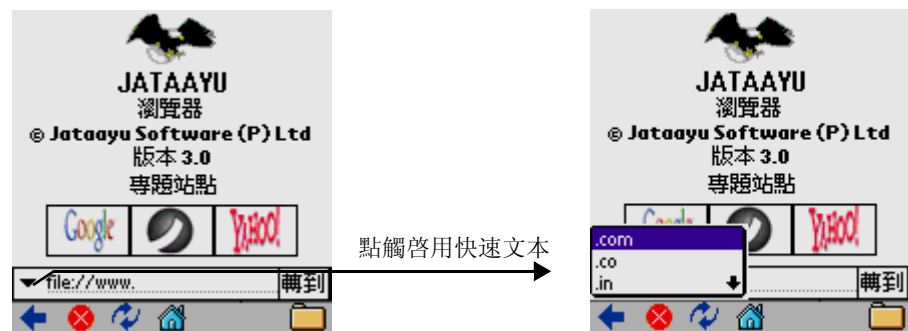 JATAAYU
瀏覽器
© Jataayu Software (P) Ltd
版本 3.0
專題站點
Google
YAHOO!
file://www.
轉到
點觸啓用快速文本
JATAAYU
瀏覽器
© Jataayu Software (P) Ltd
版本 3.0
專題站點
Google
YAHOO!
.com
.co
.in
轉到